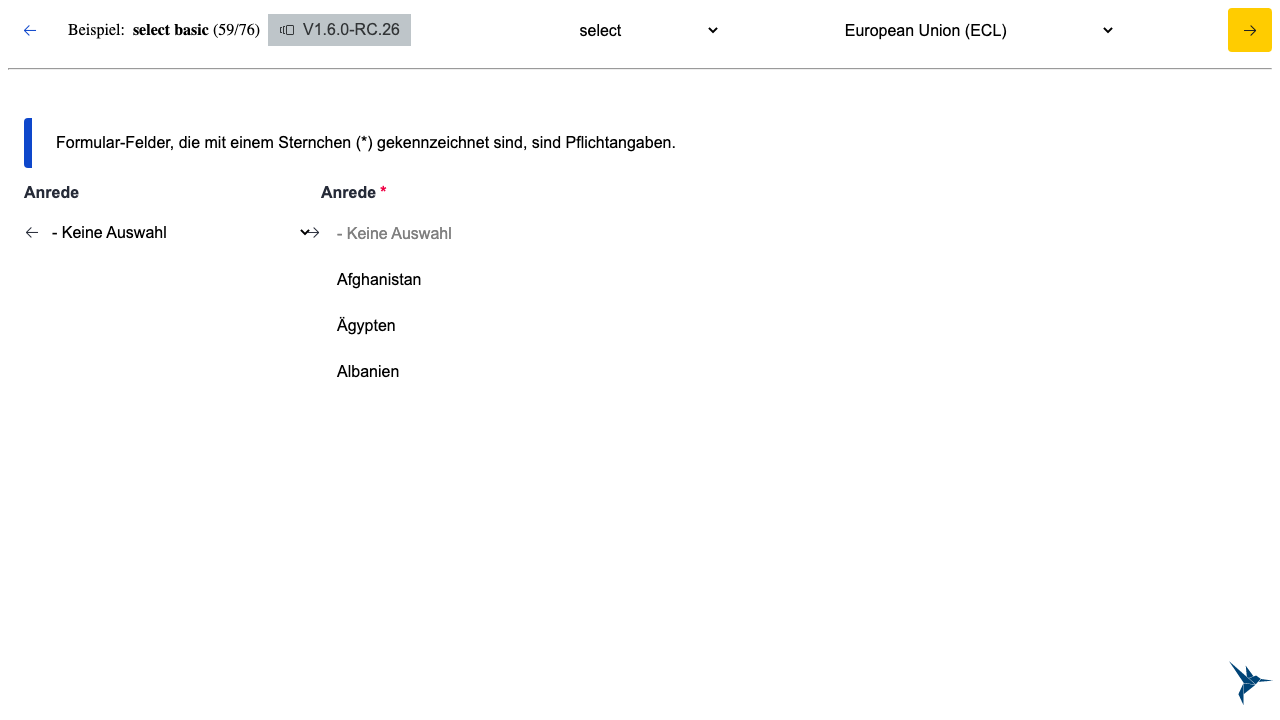 Beispiel: select basic (59/76) V1.6.0-RC.26 select European Union (ECL)
Formular-Felder, die mit einem Sternchen (*) gekennzeichnet sind, sind Pflichtangaben.
Anrede Anrede *
- Keine Auswahl - Keine Auswahl
Afghanistan
Ägypten
Albanien